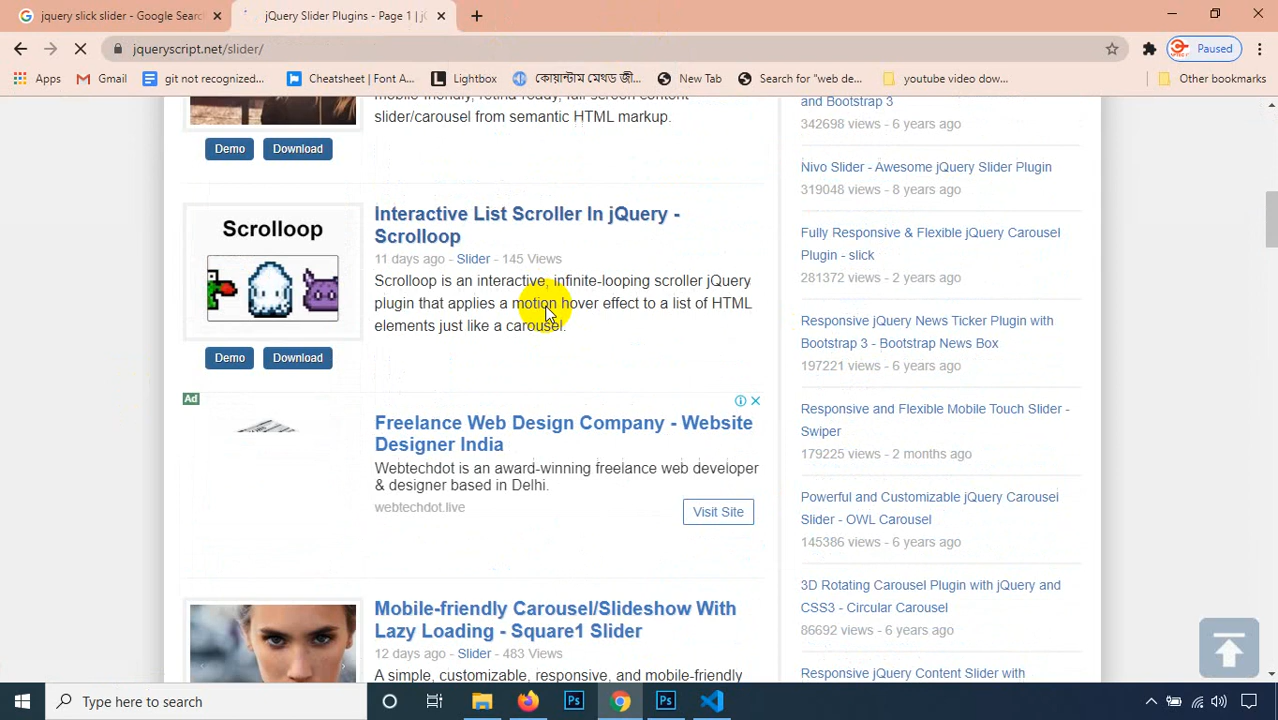 jquery slick slider - Google Searc
jQuery Slider Plugins - Page 1 | jQ
jqueryscript.net/slider/
Paused
Apps
Gmail
git not recognized...
Cheatsheet | Font A...
Lightbox
কোয়ান্টাম মেথড জী...
New Tab
Search for "web de...
youtube video dow...
Other bookmarks
slider/carousel from semantic HTML markup.
Demo
Download
Scrolloop
Interactive List Scroller In jQuery -
Scrolloop
11 days ago - Slider - 145 Views
Scrolloop is an interactive, infinite-looping scroller jQuery
plugin that applies a motion hover effect to a list of HTML
elements just like a carousel.
Demo
Download
Ad
Freelance Web Design Company - Website
Designer India
Webtechdot is an award-winning freelance web developer
& designer based in Delhi.
webtechdot.live
Visit Site
Mobile-friendly Carousel/Slideshow With
Lazy Loading - Square1 Slider
12 days ago - Slider - 483 Views
A simple, customizable, responsive, and mobile-friendly
and Bootstrap 3
342698 views - 6 years ago
Nivo Slider - Awesome jQuery Slider Plugin
319048 views - 8 years ago
Fully Responsive & Flexible jQuery Carousel
Plugin - slick
281372 views - 2 years ago
Responsive jQuery News Ticker Plugin with
Bootstrap 3 - Bootstrap News Box
197221 views - 6 years ago
Responsive and Flexible Mobile Touch Slider -
Swiper
179225 views - 2 months ago
Powerful and Customizable jQuery Carousel
Slider - OWL Carousel
145386 views - 6 years ago
3D Rotating Carousel Plugin with jQuery and
CSS3 - Circular Carousel
86692 views - 6 years ago
Responsive jQuery Content Slider with
Type here to search